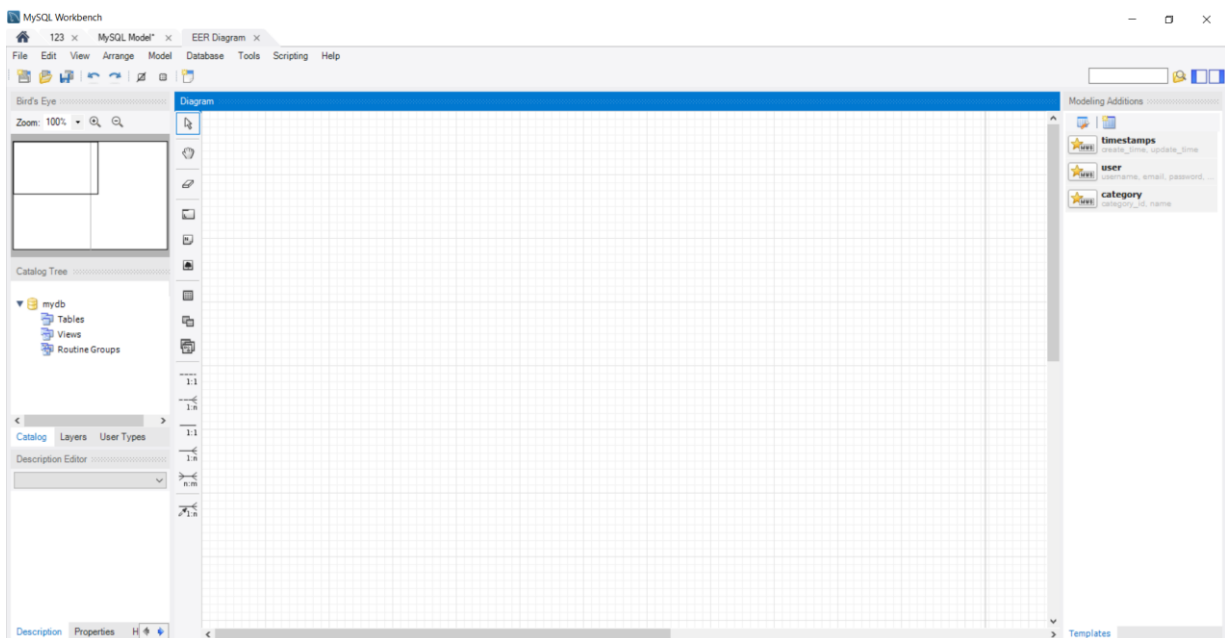 MySQL Workbench
123 × MySQL Model* × EER Diagram ×
File Edit View Arrange Model Database Tools Scripting Help
Bird's Eye
Diagram
Modeling Additions
Zoom: 100%
timestamps
create_time, update_time
user
username, email, password, ...
category
category_id, name
Catalog Tree
mydb
Tables
Views
Routine Groups
1:1
1:n
1:1
1:n
n:m
1:n
Catalog Layers User Types
Description Editor
Description Properties H
Templates